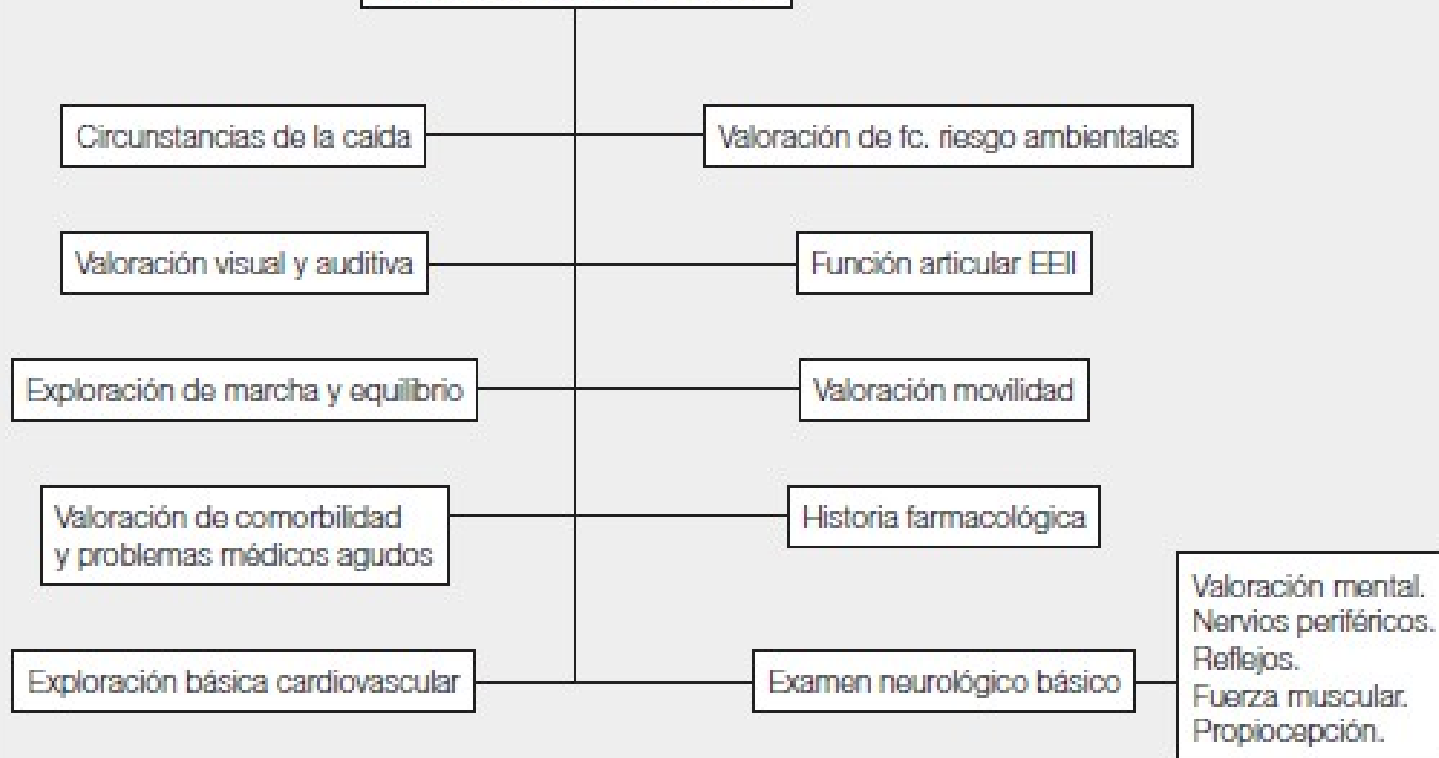 Circunstancias de la caída
Valoración de fc. riesgo ambientales
Valoración visual y auditiva
Función articular EEII
Exploración de marcha y equilibrio
Valoración movilidad
Valoración de comorbilidad
y problemas médicos agudos
Historia farmacológica
Exploración básica cardiovascular
Examen neurológico básico
Valoración mental.
Nervios periféricos.
Reflejos.
Fuerza muscular.
Propiocepción.